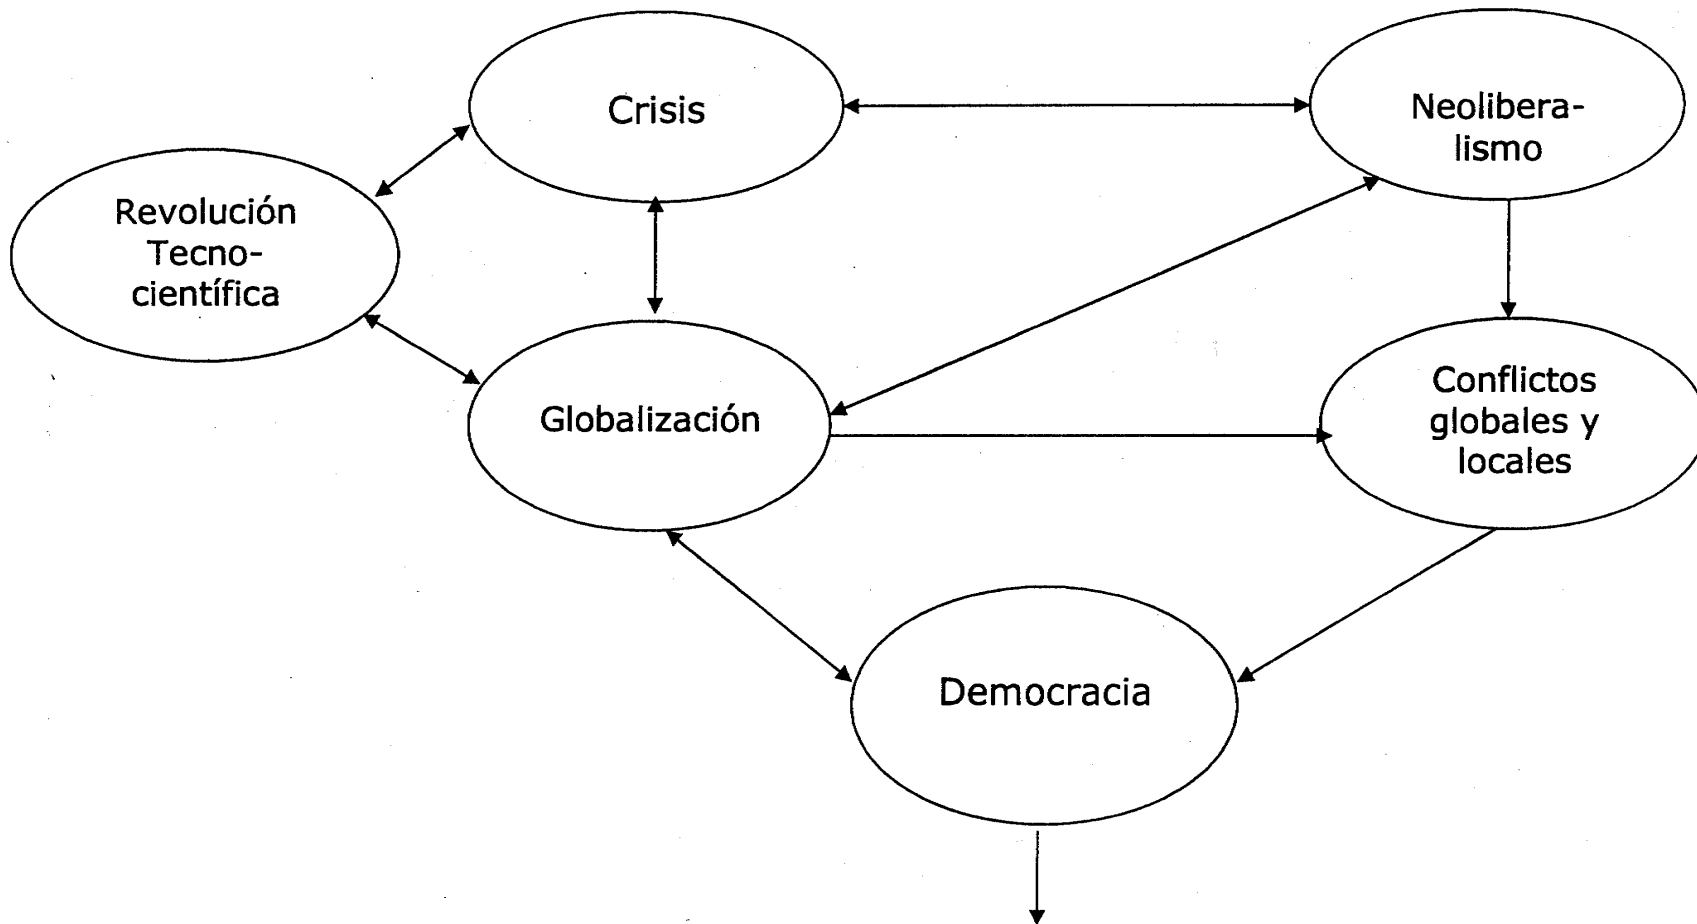 Crisis
Neolibera-
lismo
Revolución
Tecno-
científica
Globalización
Conflictos
globales y
locales
Democracia